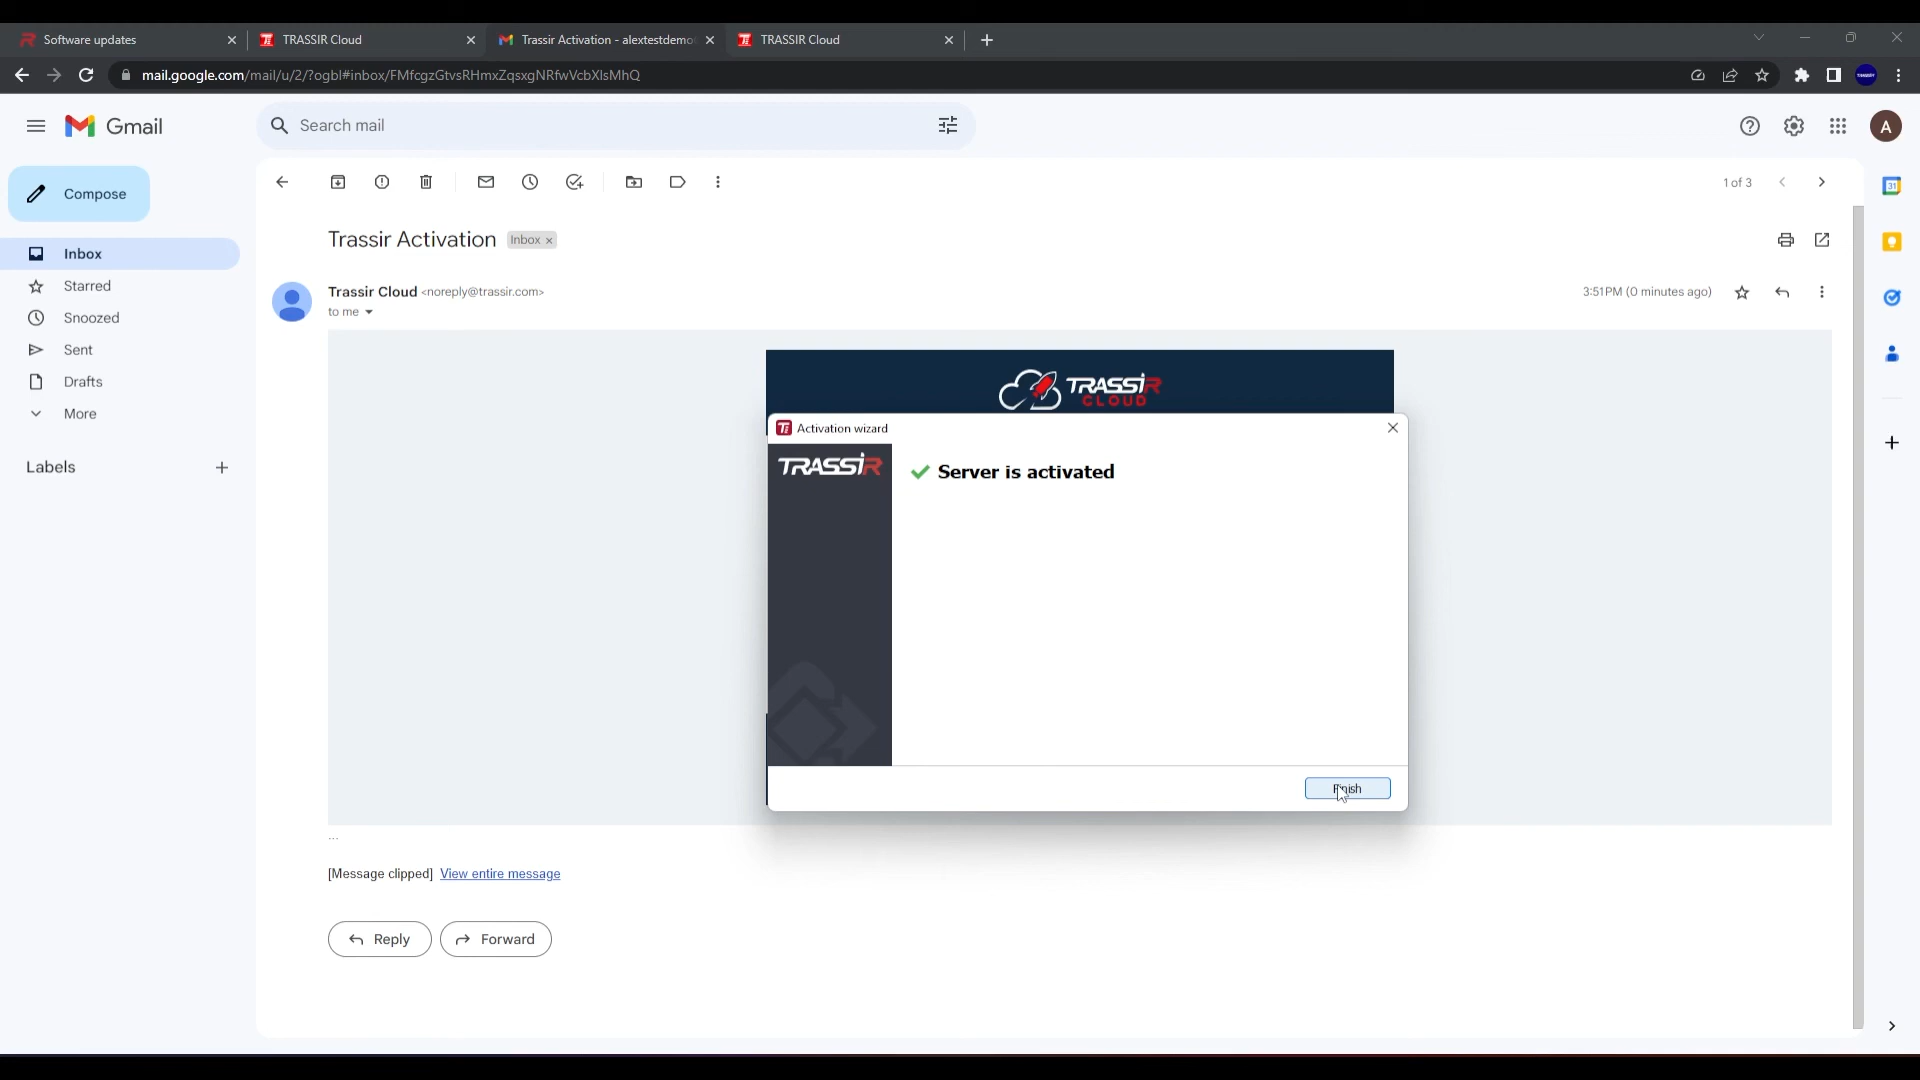 Software updates
TRASSIR Cloud
Trassir Activation - alextestdemo
TRASSIR Cloud
mail.google.com/mail/u/2/?ogbl#inbox/FMfcgzGtvsRHmxZqsxgNRfwVcbXlsMhQ
Gmail
Search mail
A
Compose
1 of 3
31
Inbox
Starred
Snoozed
Sent
Drafts
More
Labels
Trassir Activation
Inbox ×
Trassir Cloud <noreply@trassir.com>
to me
3:51 PM (0 minutes ago)
TRASSIR
CLOUD
Activation wizard
TRASSIR
Server is activated
Finish
...
[Message clipped] View entire message
Reply
Forward